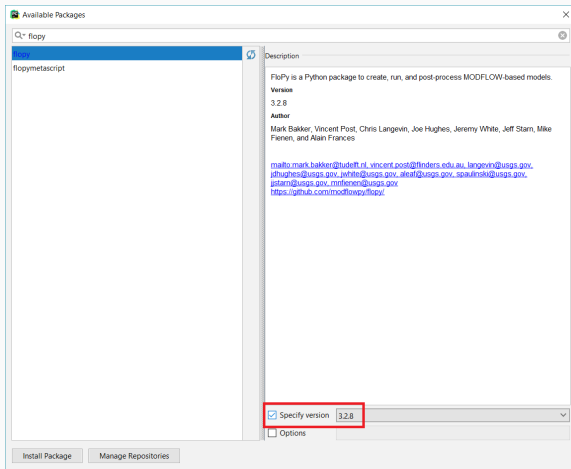 Available Packages
flopy
flopy
flopymetascript
Description
FloPy is a Python package to create, run, and post-process MODFLOW-based models.
Version
3.2.8
Author
Mark Bakker, Vincent Post, Chris Langevin, Joe Hughes, Jeremy White, Jeff Starn, Mike
Fienen, and Alain Frances
mailto:mark.bakker@tudelft.nl, vincent.post@flinders.edu.au, langevin@usgs.gov,
jdhughes@usgs.gov, jwhite@usgs.gov, aleaf@usgs.gov, spaulinski@usgs.gov,
jjstarn@usgs.gov, mnfienen@usgs.gov
https://github.com/modflowpy/flopy/
Specify version 3.2.8
Options
Install Package Manage Repositories